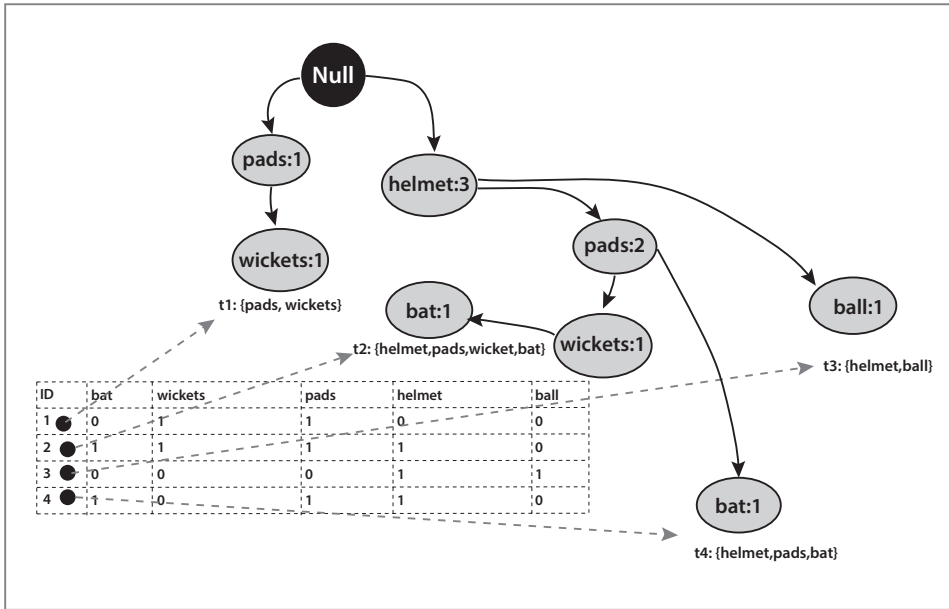 Null
pads:1
helmet:3
wickets:1
pads:2
t1: {pads, wickets}
bat:1
ball:1
t2: {helmet,pads,wicket,bat}
wickets:1
t3: {helmet,ball}
ID bat wickets pads helmet ball
1 0 1 1 0 0
2 1 1 1 1 0
3 0 0 0 1 1
4 1 0 1 1 0
bat:1
t4: {helmet,pads,bat}